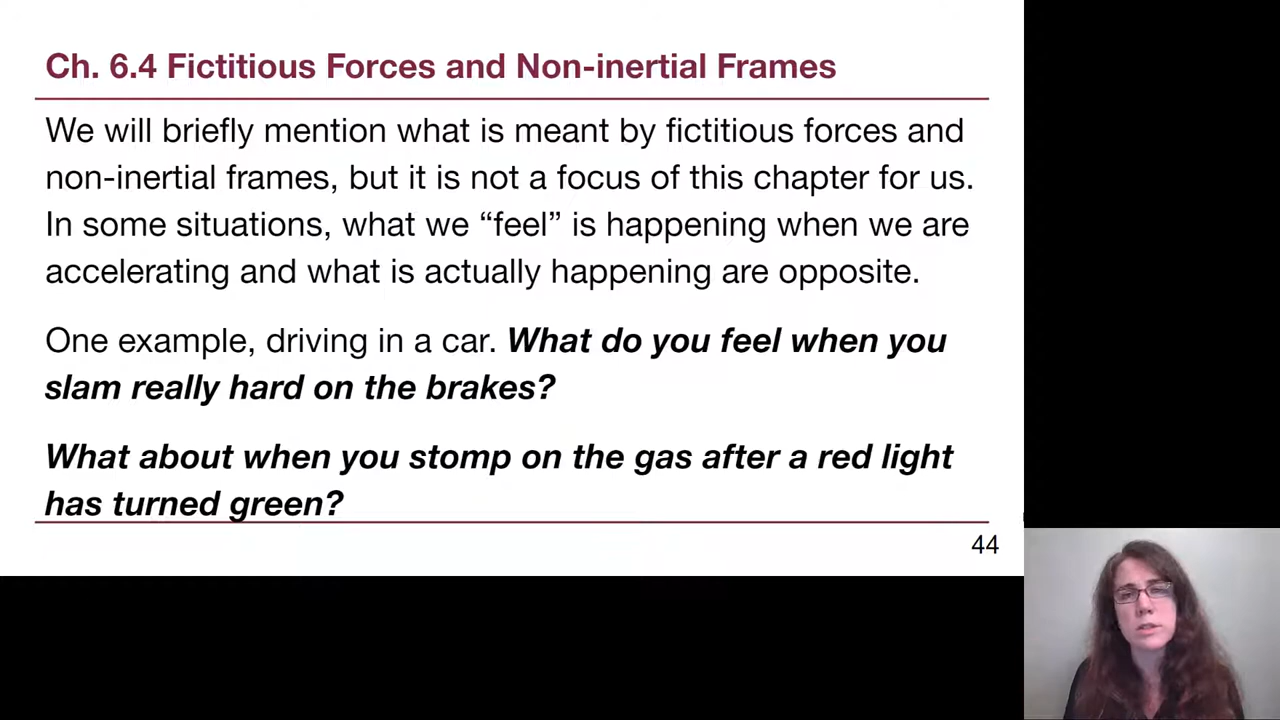 Ch. 6.4 Fictitious Forces and Non-inertial Frames
We will briefly mention what is meant by fictitious forces and
non-inertial frames, but it is not a focus of this chapter for us.
In some situations, what we “feel” is happening when we are
accelerating and what is actually happening are opposite.
One example, driving in a car. What do you feel when you
slam really hard on the brakes?
What about when you stomp on the gas after a red light
has turned green?
44